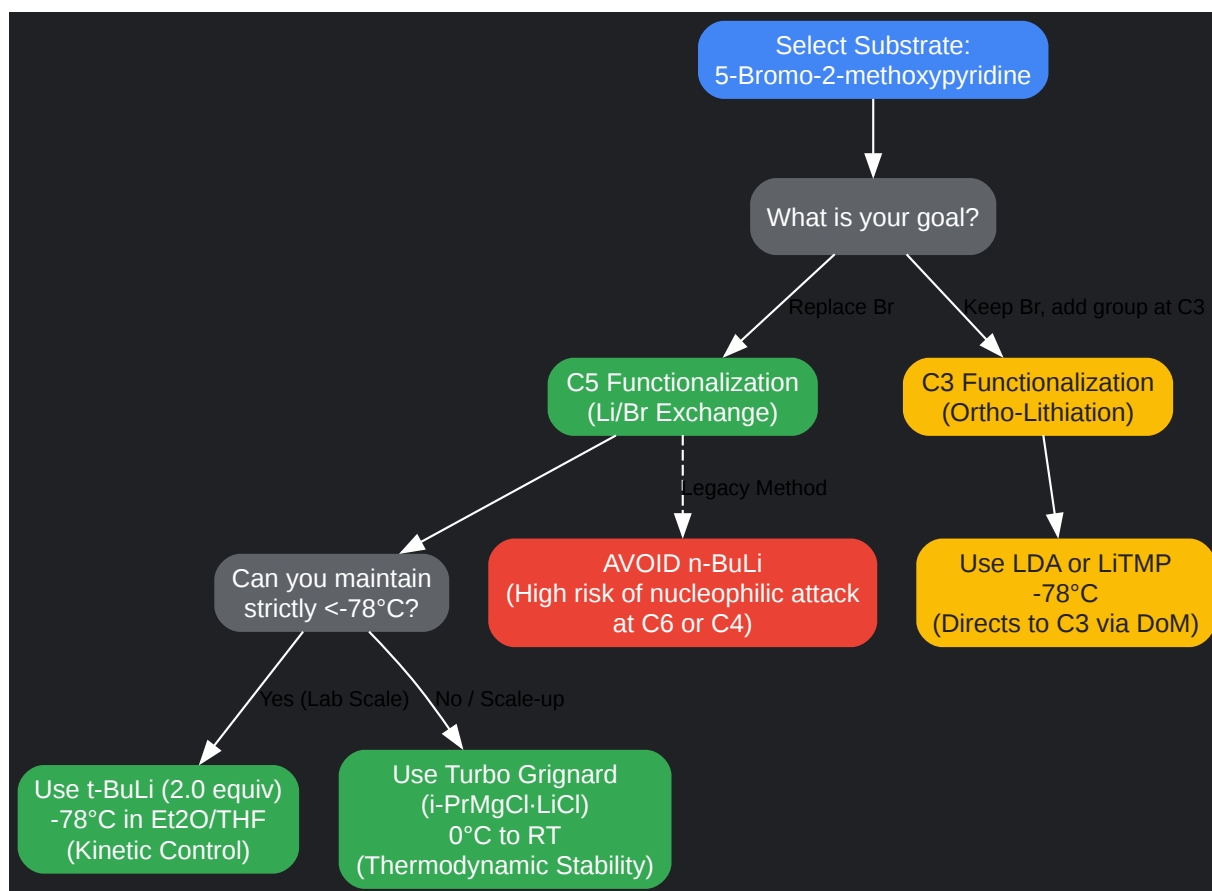 Select Substrate:
5-Bromo-2-methoxypyridine
What is your goal?
Replace Br
Keep Br, add group at C3
C5 Functionalization
(Li/Br Exchange)
C3 Functionalization
(Ortho-Lithiation)
Legacy Method
Can you maintain
strictly <-78°C?
AVOID n-BuLi
(High risk of nucleophilic attack
at C6 or C4)
Use LDA or LiTMP
-78°C
(Directs to C3 via DoM)
Yes (Lab Scale)
No / Scale-up
Use t-BuLi (2.0 equiv)
-78°C in Et2O/THF
(Kinetic Control)
Use Turbo Grignard
(i-PrMgCl·LiCl)
0°C to RT
(Thermodynamic Stability)